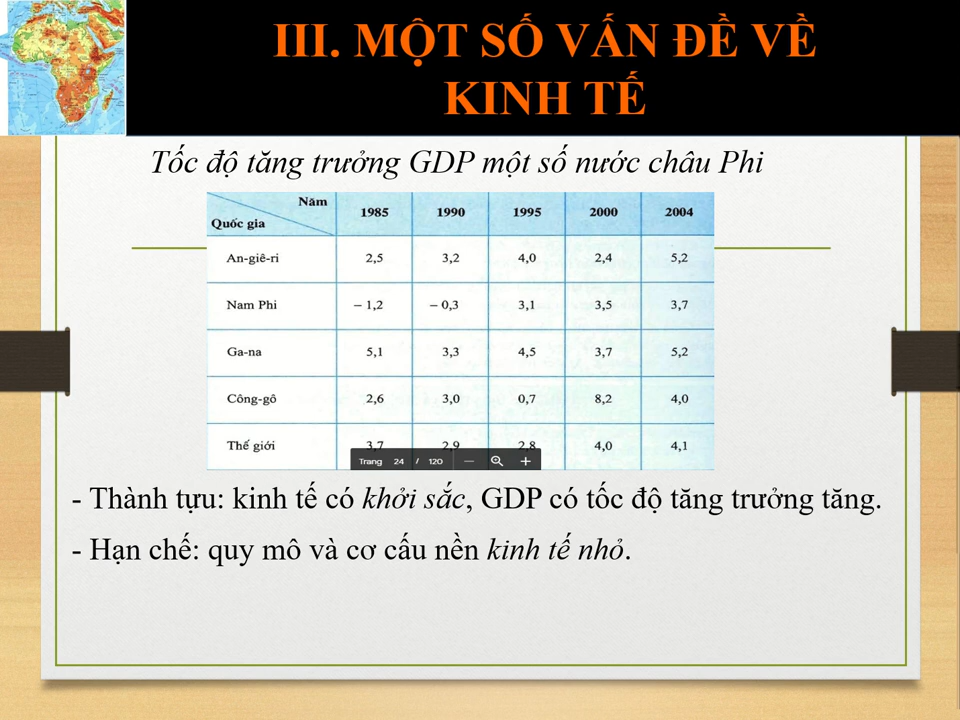 III. MỘT SỐ VẤN ĐỀ VỀ
KINH TẾ
Tốc độ tăng trưởng GDP một số nước châu Phi
Năm
Quốc gia 1985 1990 1995 2000 2004
An-giê-ri 2,5 3,2 4,0 2,4 5,2
Nam Phi – 1,2 – 0,3 3,1 3,5 3,7
Ga-na 5,1 3,3 4,5 3,7 5,2
Công-gô 2,6 3,0 0,7 8,2 4,0
Thế giới 3,7 2,9 2,8 4,0 4,1
Trang 24 / 120 — +
- Thành tựu: kinh tế có khởi sắc, GDP có tốc độ tăng trưởng tăng.
- Hạn chế: quy mô và cơ cấu nền kinh tế nhỏ.